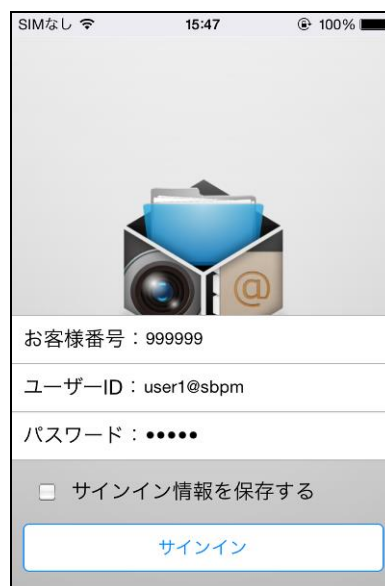 SIMなし 15:47 100%
@
お客様番号：999999
ユーザーID：user1@sbpm
パスワード：•••••
サインイン情報を保存する
サインイン